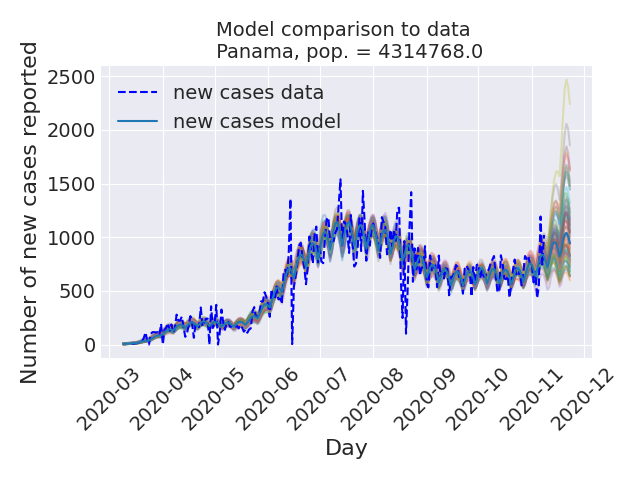 Model comparison to data
Panama, pop. = 4314768.0
Number of new cases reported
2500
2000
1500
1000
500
0
new cases data
new cases model
2020-03
2020-04
2020-05
2020-06
2020-07
2020-08
2020-09
2020-10
2020-11
2020-12
Day